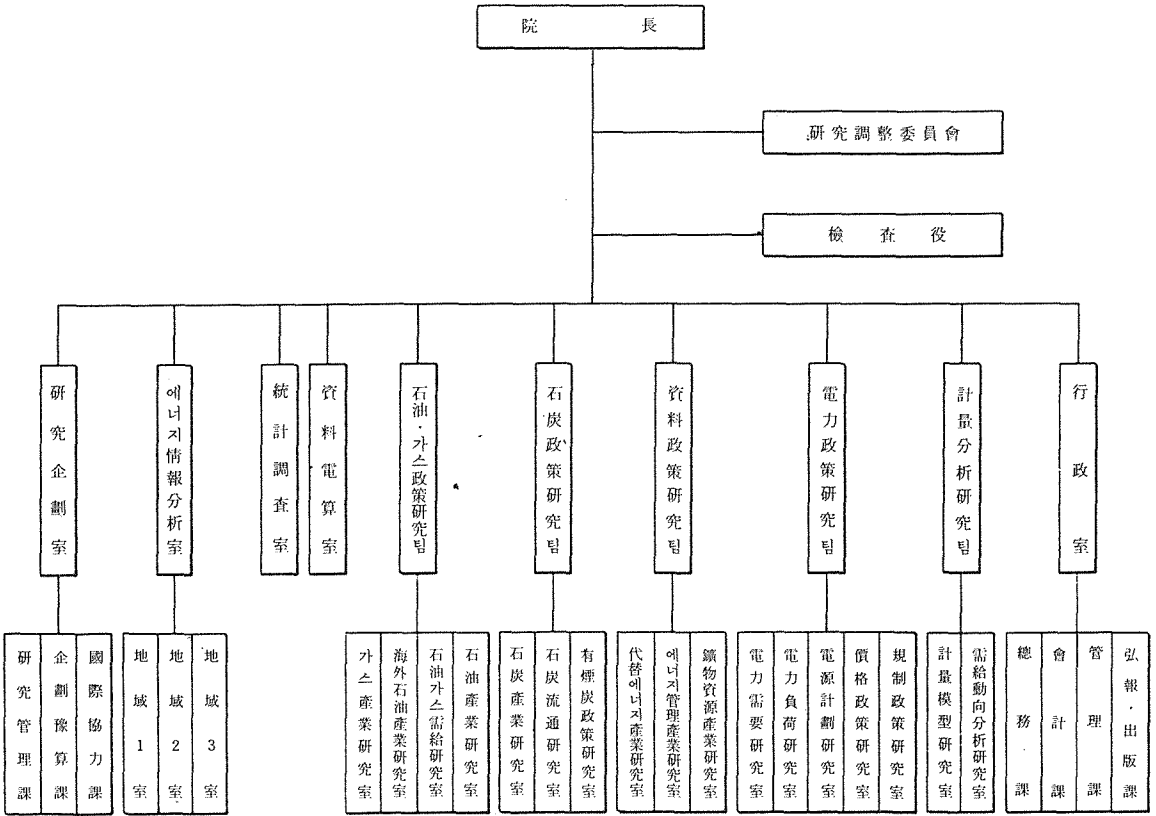 院長
研究調整委員會
檢査役
研究企劃室
에너지情報分析室
統計調査室
資料電算室
石油·가스政策研究팀
石炭政策研究팀
資料政策研究팀
電力政策研究팀
計量分析研究팀
行政室
研究管理課
企劃豫算課
國際協力課
地域1室
地域2室
地域3室
가스產業研究室
海外石油產業研究室
石油가스需給研究室
石油產業研究室
石炭產業研究室
石炭流通研究室
有煙炭政策研究室
代替에너지產業研究室
에너지管理產業研究室
鑛物資源產業研究室
電力需要研究室
電力負荷研究室
電源計劃研究室
價格政策研究室
規制政策研究室
計量模型研究室
需給動向分析研究室
總務課
會計課
管理課
弘報·出版課